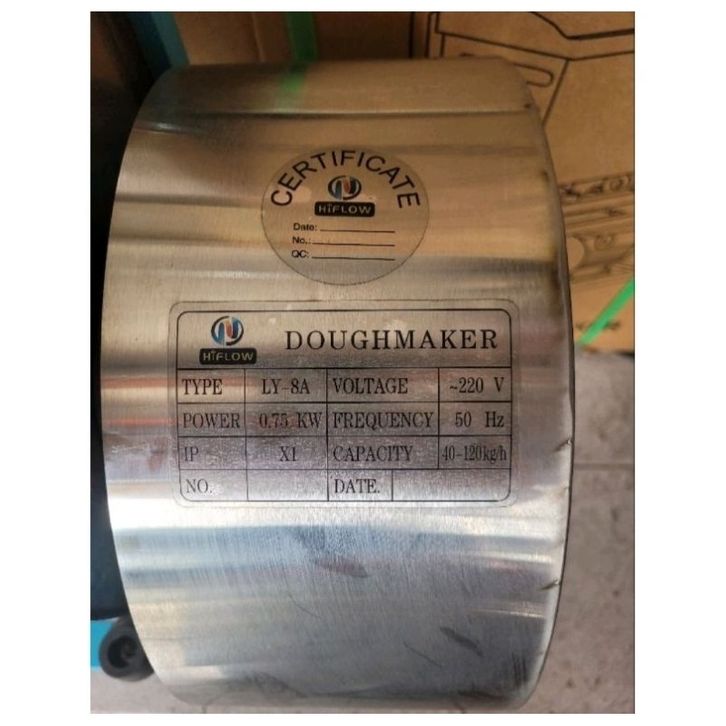 CERTIFICATE
HiFLOW
Date:
No.:
QC:
HiFLOW
DOUGHMAKER
TYPE LY-8A VOLTAGE ~220 V
POWER 0.75 KW FREQUENCY 50 Hz
IP X1 CAPACITY 40-120kg/h
NO. DATE.